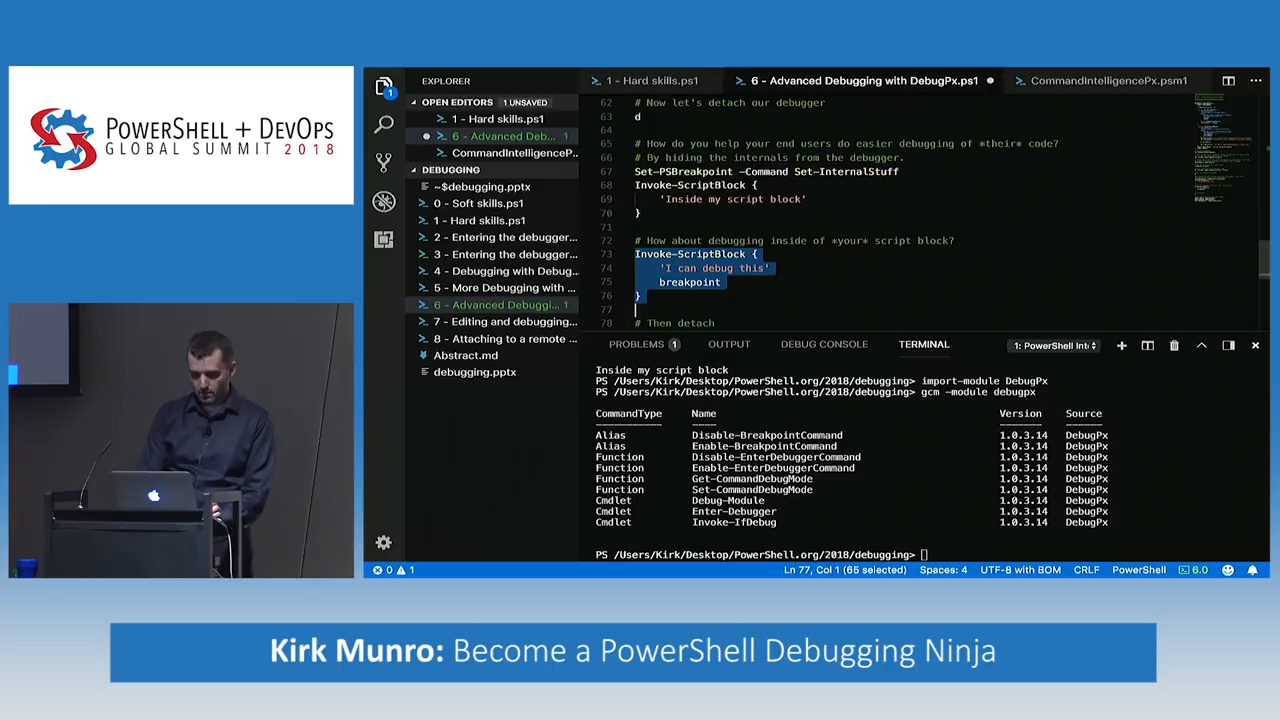 POWERSHELL + DEVOPS
GLOBAL SUMMIT 2018
EXPLORER
OPEN EDITORS 1 UNSAVED
1 - Hard skills.ps1
6 - Advanced Deb... 1
CommandIntelligenceP...
DEBUGGING
~$debugging.pptx
0 - Soft skills.ps1
1 - Hard skills.ps1
2 - Entering the debugger...
3 - Entering the debugger...
4 - Debugging with Debug...
5 - More Debugging with ...
6 - Advanced Debuggi... 1
7 - Editing and debugging...
8 - Attaching to a remote ...
Abstract.md
debugging.pptx
1 - Hard skills.ps1
6 - Advanced Debugging with DebugPx.ps1
CommandIntelligencePx.psm1
62 # Now let's detach our debugger
63 d
64
65 # How do you help your end users do easier debugging of *their* code?
66 # By hiding the internals from the debugger.
67 Set-PSBreakpoint -Command Set-InternalStuff
68 Invoke-ScriptBlock {
69 'Inside my script block'
70 }
71
72 # How about debugging inside of *your* script block?
73 Invoke-ScriptBlock {
74 'I can debug this'
75 breakpoint
76 }
77
78 # Then detach
PROBLEMS 1 OUTPUT DEBUG CONSOLE TERMINAL 1: PowerShell Int
Inside my script block
PS /Users/Kirk/Desktop/PowerShell.org/2018/debugging> import-module DebugPx
PS /Users/Kirk/Desktop/PowerShell.org/2018/debugging> gcm -module debugpx
CommandType Name Version Source
----------- ---- ------- ------
Alias Disable-BreakpointCommand 1.0.3.14 DebugPx
Alias Enable-BreakpointCommand 1.0.3.14 DebugPx
Function Disable-EnterDebuggerCommand 1.0.3.14 DebugPx
Function Enable-EnterDebuggerCommand 1.0.3.14 DebugPx
Function Get-CommandDebugMode 1.0.3.14 DebugPx
Function Set-CommandDebugMode 1.0.3.14 DebugPx
Cmdlet Debug-Module 1.0.3.14 DebugPx
Cmdlet Enter-Debugger 1.0.3.14 DebugPx
Cmdlet Invoke-IfDebug 1.0.3.14 DebugPx
PS /Users/Kirk/Desktop/PowerShell.org/2018/debugging>
0 1 Ln 77, Col 1 (65 selected) Spaces: 4 UTF-8 with BOM CRLF PowerShell 6.0
Kirk Munro: Become a PowerShell Debugging Ninja